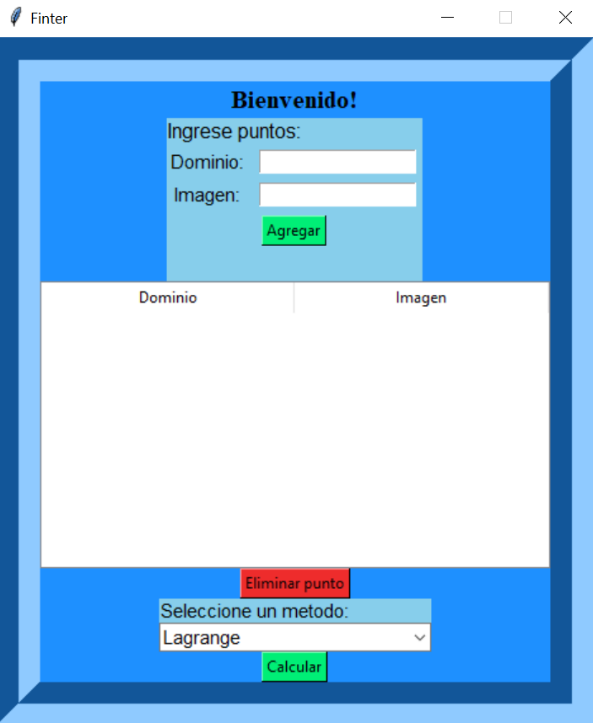 Finter
Bienvenido!
Ingrese puntos:
Dominio:
Imagen:
Agregar
Dominio Imagen
Eliminar punto
Seleccione un metodo:
Lagrange
Calcular